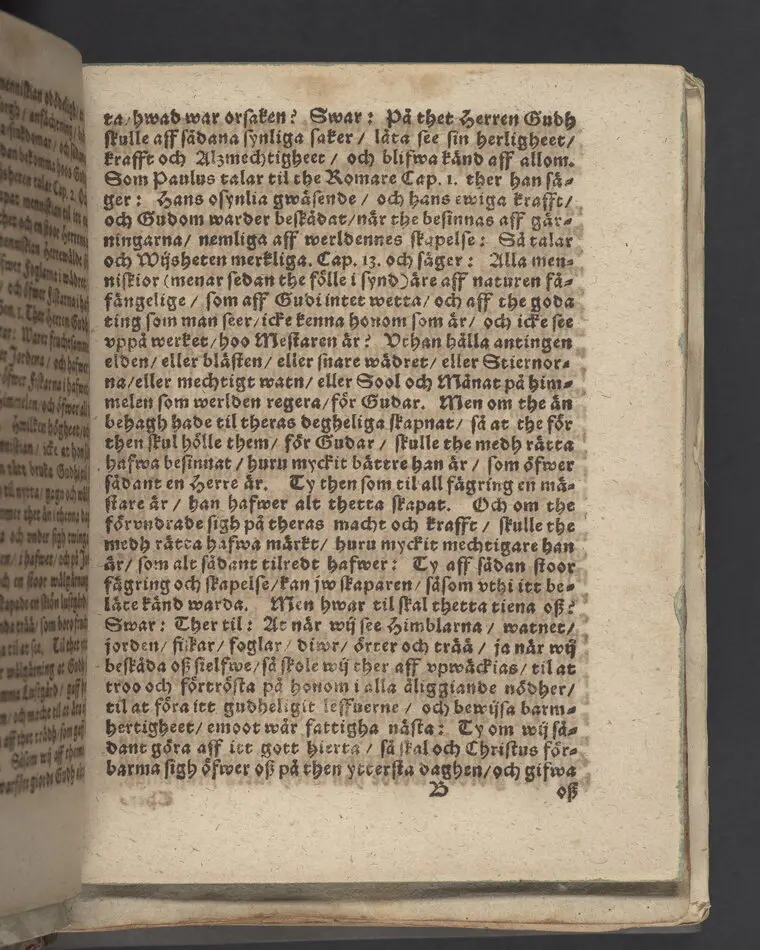 ta/hwad war orsaken? Swar: På thet Herren Gudh
skulle aff sådana synliga saker / låta see sin herligheet/
krafft och Alzmechtigheet / och blifwa känd aff allom.
Som Paulus talar til the Romare Cap. 1. ther han sä⸗
ger: Hans osynlia gwäsende / och hans ewiga krafft/
och Gudom warder beskådat/när the besinnas aff gär⸗
ningarna/ nemliga aff werldennes skapelse: Så talar
och Wijsheten merkliga. Cap. 13. och säger: Alla men⸗
niskior (menar sedan the fölle i synd) äre aff naturen få⸗
fängelige / som aff Gudi intet wetta/ och aff the goda
ting som man seer/icke kenna honom som är/ och icke see
vppå werket/hoo Mestaren är? Vthan hålla antingen
elden/ eller blåsten/ eller snare wädret/ eller Stiernor⸗
na/eller mechtigt watn/ eller Sool och Månat på him⸗
melen som werlden regera/för Gudar. Men om the än
behagh hade til theras degheliga skapnat/ så at the för
then skul hölle them/ för Gudar / skulle the medh rätta
hafwa besinnat / huru myckit bättre han är / som öfwer
sådant en Herre är. Ty then som til all fägring en mä⸗
stare är / han hafwer alt thetta skapat. Och om the
förvndrade sigh på theras macht och krafft / skulle the
medh rätta hafwa märkt/ huru myckit mechtigare han
är/ som alt sådant tilredt hafwer: Ty aff sådan stoor
fägring och skapelse/kan jw skaparen/ såsom vthi itt be⸗
läte känd warda. Men hwar til skal thetta tiena oß?
Swar: Ther til: At när wij see Himblarna / watnet/
jorden/ fiskar/ foglar/ diwr/ örter och trää / ja när wij
beskåda oß sielfwe/så skole wij ther aff vpwäckias/ til at
troo och förtrösta på honom i alla åliggiande nödher/
til at föra itt gudheligit leffuerne / och bewijsa barm⸗
hertigheet/ emoot wår fattigha nästa: Ty om wij så⸗
dant göra aff itt gott hierta / så skal och Christus för⸗
barma sigh öfwer oß på then yttersta daghen/och gifwa
B oß